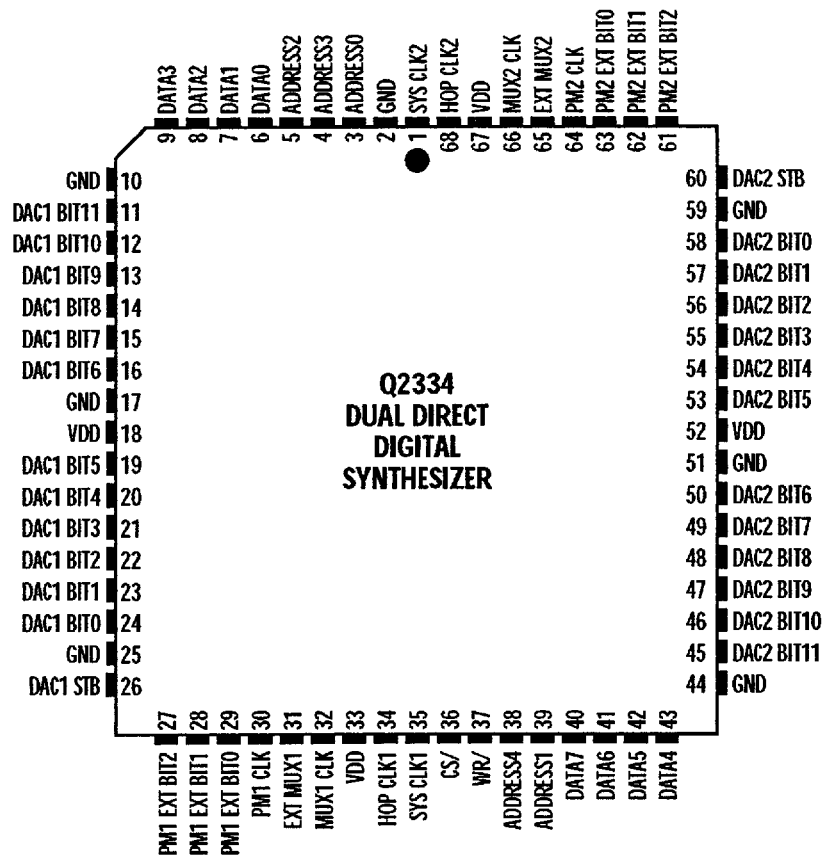 DATA3
DATA2
DATA1
DATA0
ADDRESS2
ADDRESS3
ADDRESS0
GND
SYS CLK2
HOP CLK2
VDD
MUX2 CLK
EXT MUX2
PM2 CLK
PM2 EXT BIT0
PM2 EXT BIT1
PM2 EXT BIT2
9 8 7 6 5 4 3 2 1 68 67 66 65 64 63 62 61
GND 10
DAC1 BIT11 11
DAC1 BIT10 12
DAC1 BIT9 13
DAC1 BIT8 14
DAC1 BIT7 15
DAC1 BIT6 16
GND 17
VDD 18
DAC1 BIT5 19
DAC1 BIT4 20
DAC1 BIT3 21
DAC1 BIT2 22
DAC1 BIT1 23
DAC1 BIT0 24
GND 25
DAC1 STB 26
Q2334
DUAL DIRECT
DIGITAL
SYNTHESIZER
60 DAC2 STB
59 GND
58 DAC2 BIT0
57 DAC2 BIT1
56 DAC2 BIT2
55 DAC2 BIT3
54 DAC2 BIT4
53 DAC2 BIT5
52 VDD
51 GND
50 DAC2 BIT6
49 DAC2 BIT7
48 DAC2 BIT8
47 DAC2 BIT9
46 DAC2 BIT10
45 DAC2 BIT11
44 GND
27 28 29 30 31 32 33 34 35 36 37 38 39 40 41 42 43
PM1 EXT BIT2
PM1 EXT BIT1
PM1 EXT BIT0
PM1 CLK
EXT MUX1
MUX1 CLK
VDD
HOP CLK1
SYS CLK1
CS/
WR/
ADDRESS4
ADDRESS1
DATA7
DATA6
DATA5
DATA4